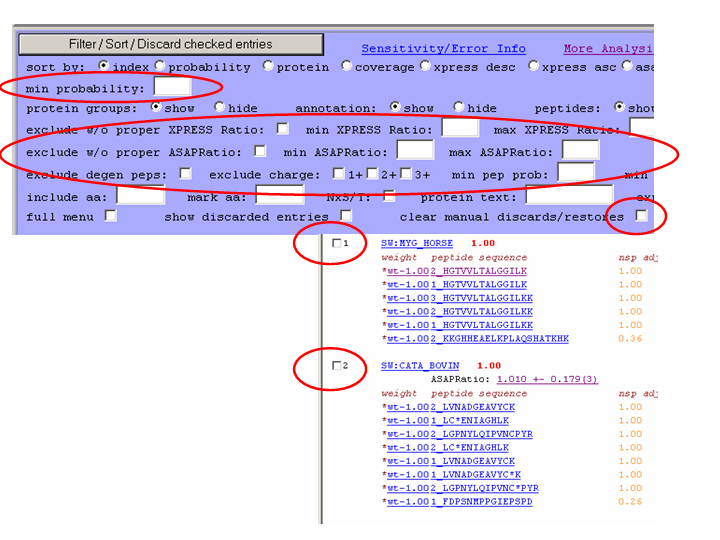 Filter / Sort / Discard checked entries
Sensitivity/Error Info More Analysi
sort by: index probability protein coverage xpress desc xpress asc asa
min probability:
protein groups: show hide annotation: show hide peptides: show
exclude w/o proper XPRESS Ratio: min XPRESS Ratio: max XPRESS Ratio:
exclude w/o proper ASAPRatio: min ASAPRatio: max ASAPRatio:
exclude degen peps: exclude charge: 1+ 2+ 3+ min pep prob: min
include aa: mark aa: NxS/T: protein text: exp
full menu show discarded entries clear manual discards/restores
1 SW:MYG_HORSE 1.00
weight peptide sequence nsp adj
*wt-1.00 2_HGTVVLTALGGILK 1.00
*wt-1.00 1_HGTVVLTALGGILK 1.00
*wt-1.00 3_HGTVVLTALGGILKK 1.00
*wt-1.00 2_HGTVVLTALGGILKK 1.00
*wt-1.00 1_HGTVVLTALGGILKK 1.00
*wt-1.00 2_KKGHHEAELKPLAQSHATKHK 0.36
2 SW:CATA_BOVIN 1.00
ASAPRatio: 1.010 +- 0.179(3)
weight peptide sequence nsp adj
*wt-1.00 2_LVNADGEAVYCK 1.00
*wt-1.00 1_LC*ENIAGHLK 1.00
*wt-1.00 2_LGPNYLQIPVNCPYR 1.00
*wt-1.00 2_LC*ENIAGHLK 1.00
*wt-1.00 1_LVNADGEAVYCK 1.00
*wt-1.00 1_LVNADGEAVYC*K 1.00
*wt-1.00 2_LGPNYLQIPVNC*PYR 1.00
*wt-1.00 1_FDPSNMPPGIEPSPD 0.26